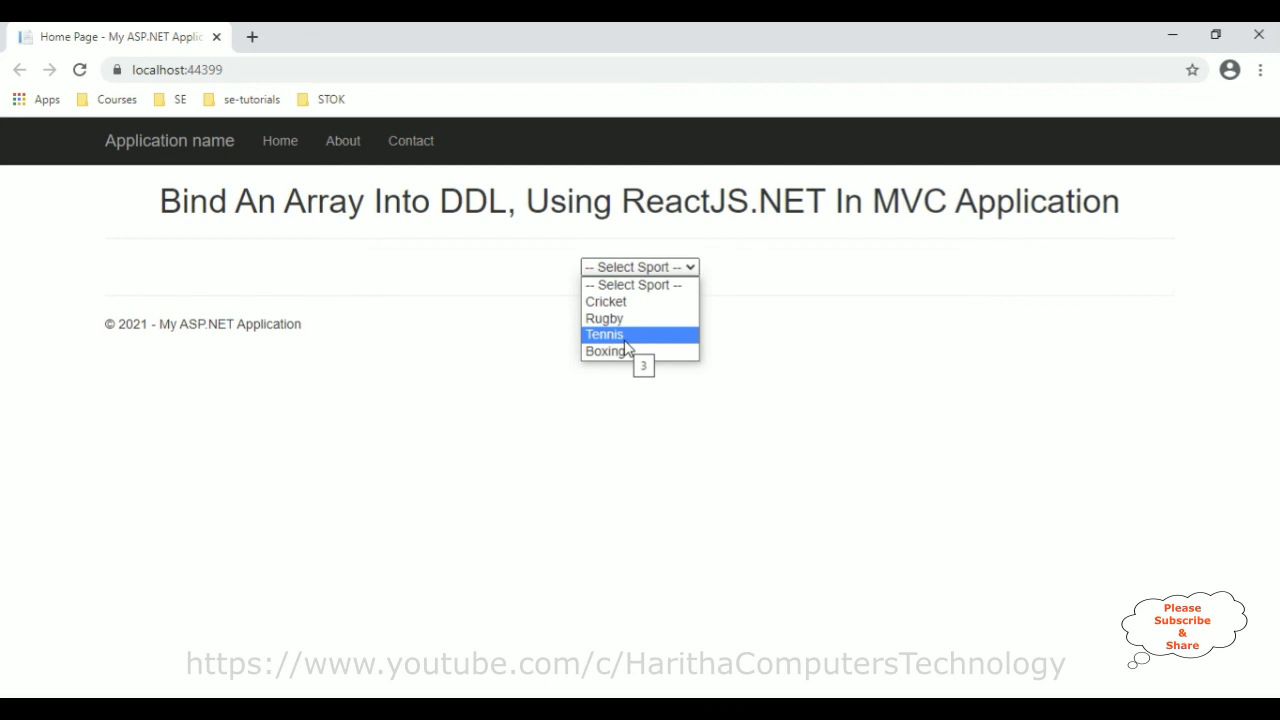 Home Page - My ASP.NET Applic
localhost:44399
Apps Courses SE se-tutorials STOK
Application name Home About Contact
Bind An Array Into DDL, Using ReactJS.NET In MVC Application
-- Select Sport --
-- Select Sport --
Cricket
Rugby
Tennis
Boxing
3
© 2021 - My ASP.NET Application
Please
Subscribe
&
Share
https://www.youtube.com/c/HarithaComputersTechnology